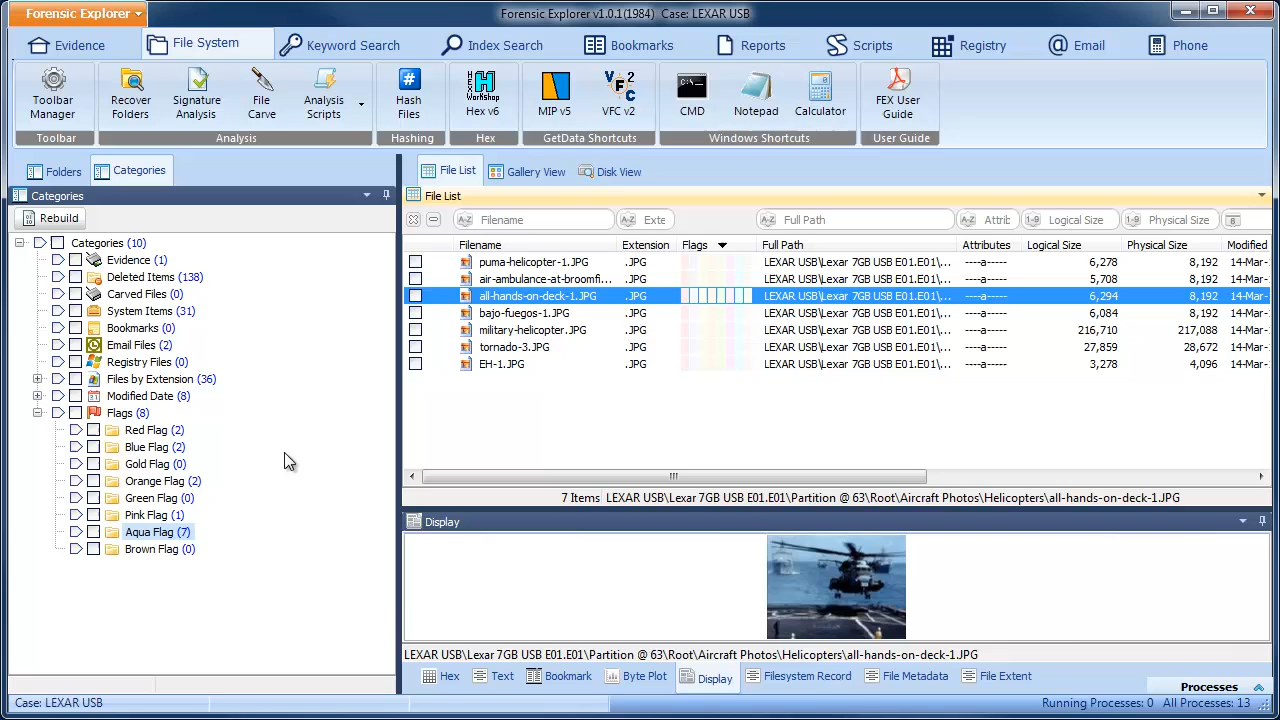 Forensic Explorer
Forensic Explorer v1.0.1(1984) Case: LEXAR USB
Evidence
File System
Keyword Search
Index Search
Bookmarks
Reports
Scripts
Registry
Email
Phone
Toolbar Manager
Recover Folders
Signature Analysis
File Carve
Analysis Scripts
Hash Files
Hex v6
MIP v5
VFC v2
CMD
Notepad
Calculator
FEX User Guide
Toolbar
Analysis
Hashing
Hex
GetData Shortcuts
Windows Shortcuts
User Guide
Folders
Categories
File List
Gallery View
Disk View
Categories
File List
Rebuild
Filename
Exte
Full Path
Attrib
Logical Size
Physical Size
Filename Extension Flags Full Path Attributes Logical Size Physical Size Modified
Categories (10)
Evidence (1)
Deleted Items (138)
Carved Files (0)
System Items (31)
Bookmarks (0)
Email Files (2)
Registry Files (0)
Files by Extension (36)
Modified Date (8)
Flags (8)
Red Flag (2)
Blue Flag (2)
Gold Flag (0)
Orange Flag (2)
Green Flag (0)
Pink Flag (1)
Aqua Flag (7)
Brown Flag (0)
puma-helicopter-1.JPG .JPG LEXAR USB\Lexar 7GB USB E01.E01\... ----a----- 6,278 8,192 14-Mar-
air-ambulance-at-broomfi... .JPG LEXAR USB\Lexar 7GB USB E01.E01\... ----a----- 5,708 8,192 14-Mar-
all-hands-on-deck-1.JPG .JPG LEXAR USB\Lexar 7GB USB E01.E01\... ----a----- 6,294 8,192 14-Mar-
bajo-fuegos-1.JPG .JPG LEXAR USB\Lexar 7GB USB E01.E01\... ----a----- 6,084 8,192 14-Mar-
military-helicopter.JPG .JPG LEXAR USB\Lexar 7GB USB E01.E01\... ----a----- 216,710 217,088 14-Mar-
tornado-3.JPG .JPG LEXAR USB\Lexar 7GB USB E01.E01\... ----a----- 27,859 28,672 14-Mar-
EH-1.JPG .JPG LEXAR USB\Lexar 7GB USB E01.E01\... ----a----- 3,278 4,096 14-Mar-
7 Items LEXAR USB\Lexar 7GB USB E01.E01\Partition @ 63\Root\Aircraft Photos\Helicopters\all-hands-on-deck-1.JPG
Display
LEXAR USB\Lexar 7GB USB E01.E01\Partition @ 63\Root\Aircraft Photos\Helicopters\all-hands-on-deck-1.JPG
Hex
Text
Bookmark
Byte Plot
Display
Filesystem Record
File Metadata
File Extent
Processes
Case: LEXAR USB
Running Processes: 0 All Processes: 13